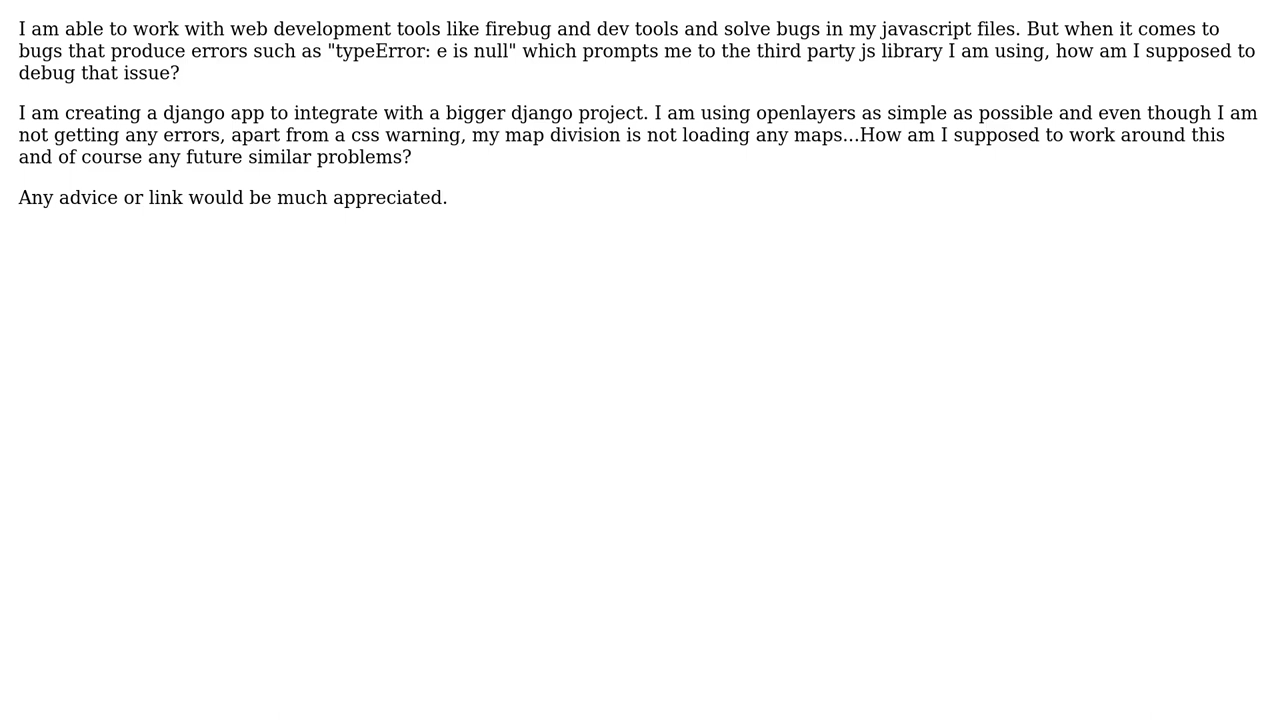 I am able to work with web development tools like firebug and dev tools and solve bugs in my javascript files. But when it comes to
bugs that produce errors such as "typeError: e is null" which prompts me to the third party js library I am using, how am I supposed to
debug that issue?
I am creating a django app to integrate with a bigger django project. I am using openlayers as simple as possible and even though I am
not getting any errors, apart from a css warning, my map division is not loading any maps...How am I supposed to work around this
and of course any future similar problems?
Any advice or link would be much appreciated.